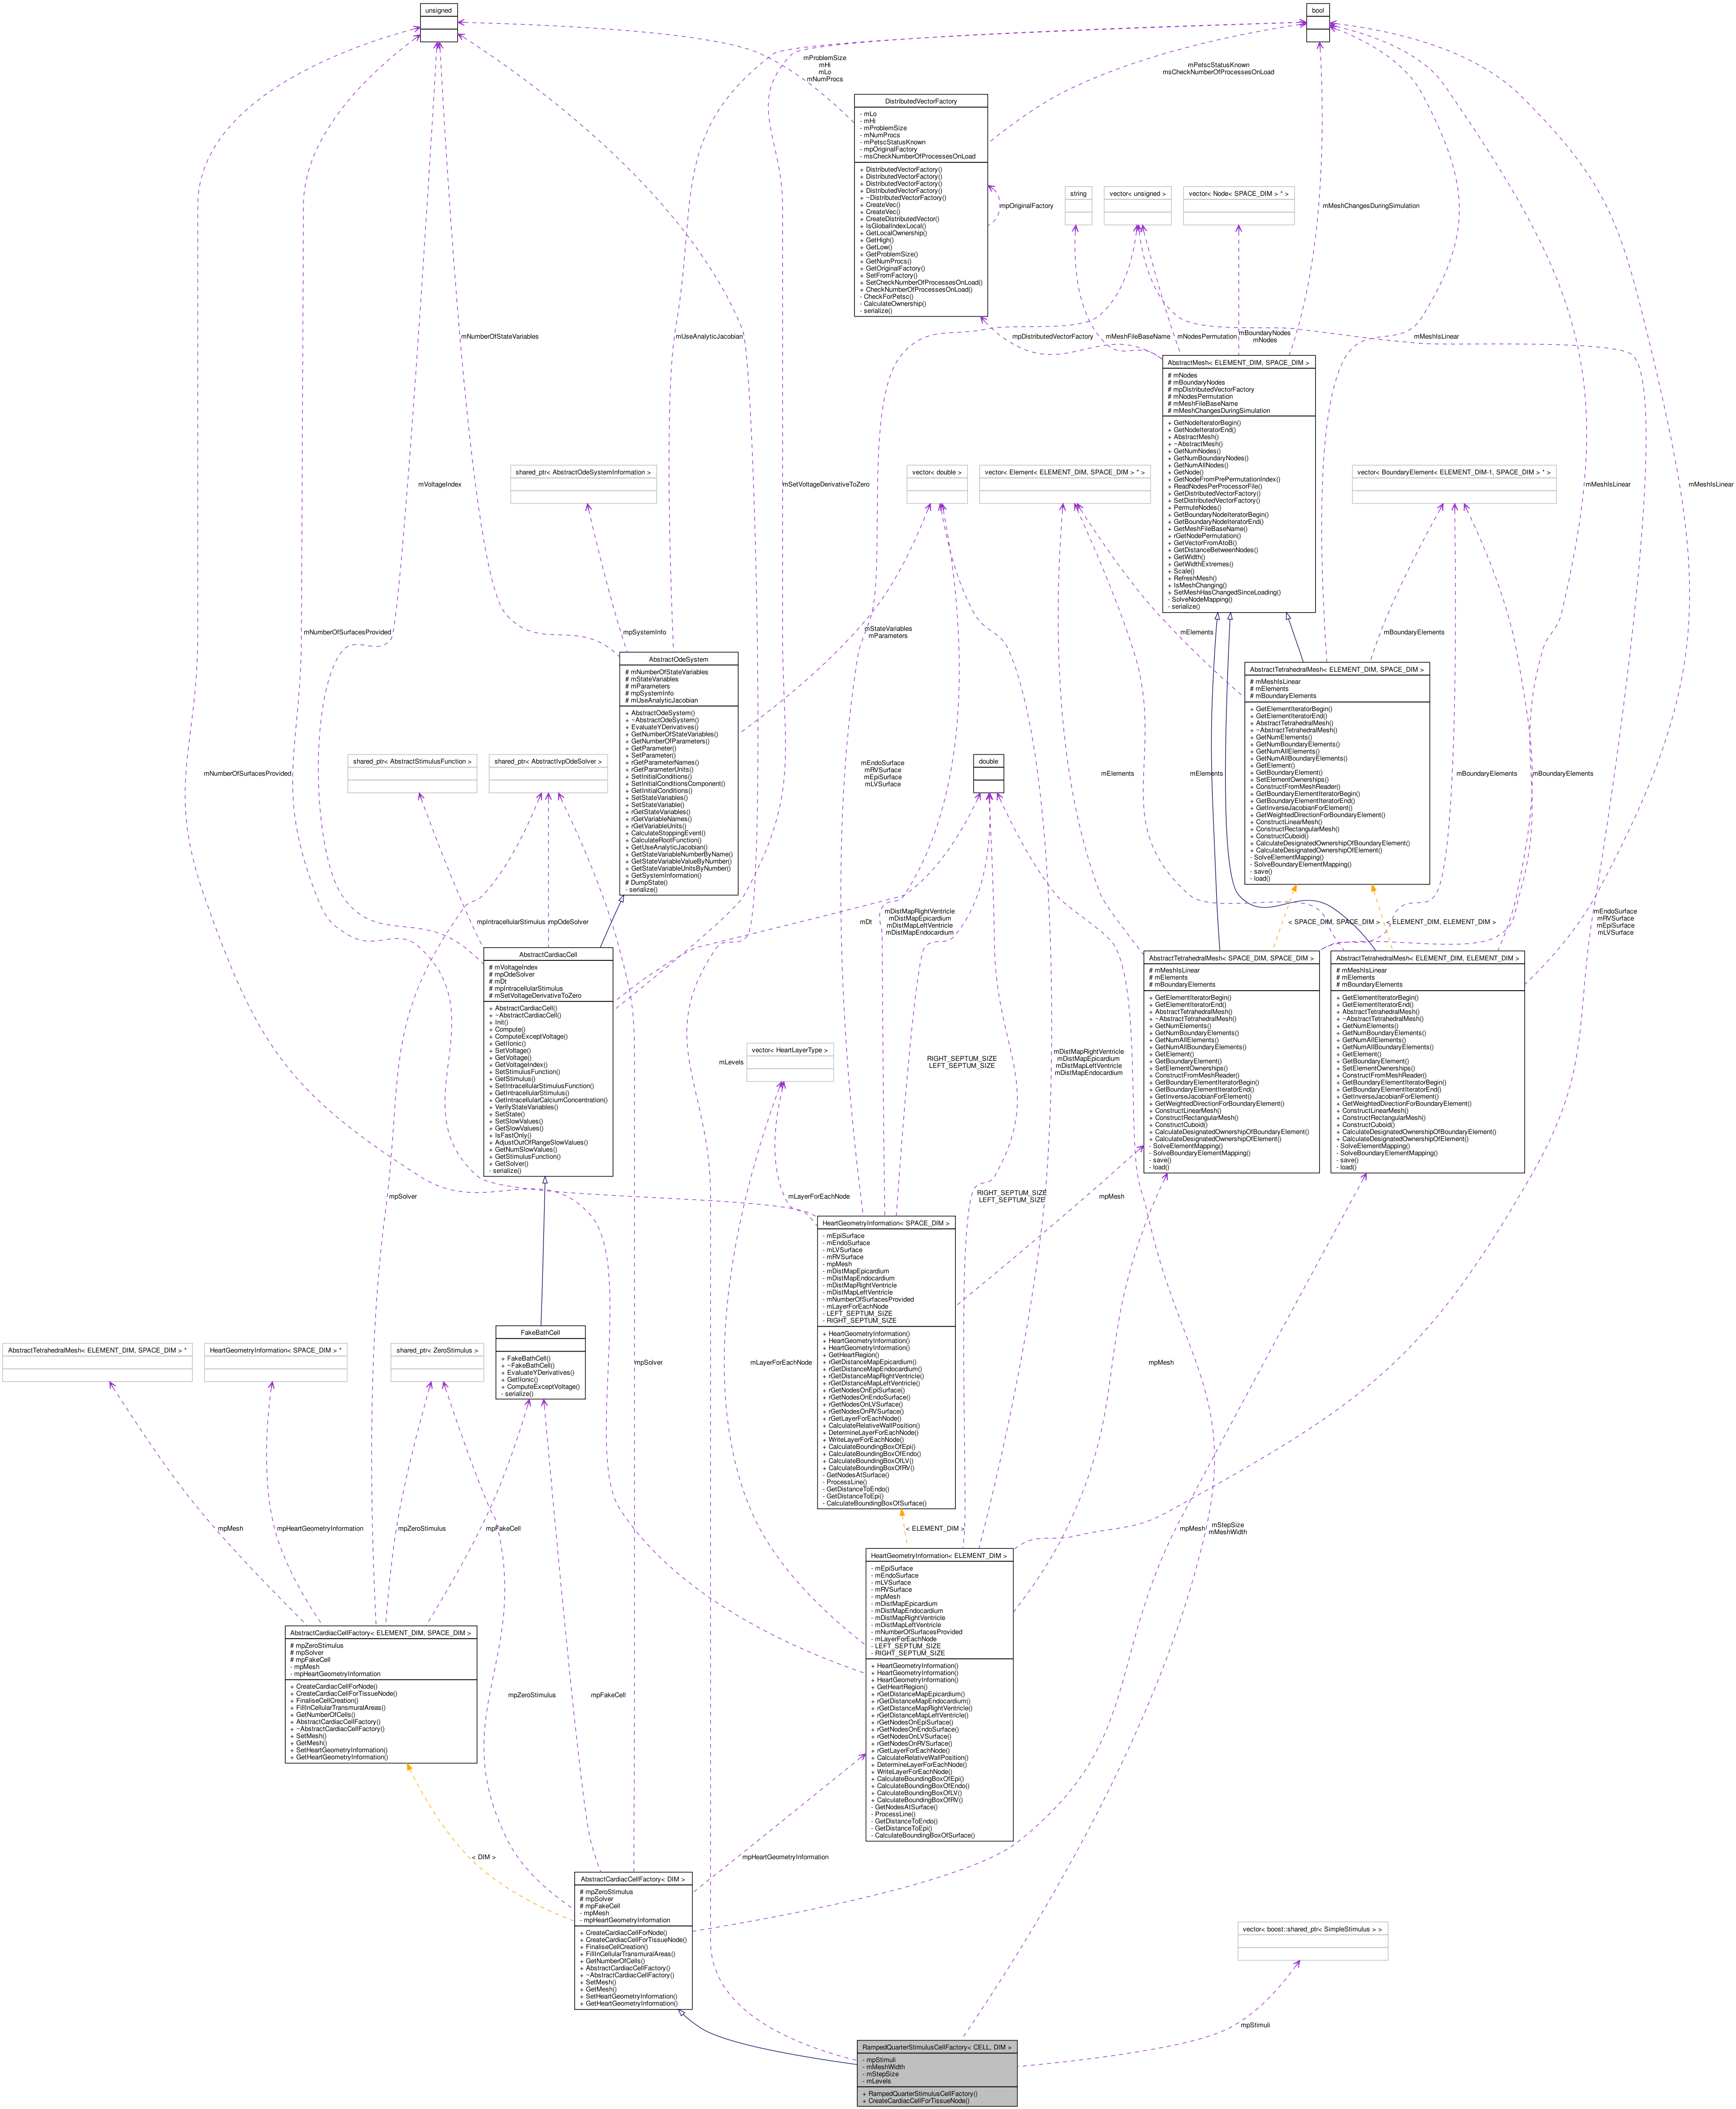 unsigned
bool
mProblemSize
mHi
mLo
mNumProcs
mPetscStatusKnown
msCheckNumberOfProcessesOnLoad
DistributedVectorFactory
- mLo
- mHi
- mProblemSize
- mNumProcs
- mPetscStatusKnown
- mpOriginalFactory
- msCheckNumberOfProcessesOnLoad
+ DistributedVectorFactory()
+ DistributedVectorFactory()
+ DistributedVectorFactory()
+ DistributedVectorFactory()
+ ~DistributedVectorFactory()
+ CreateVec()
+ CreateVec()
+ CreateDistributedVector()
+ IsGlobalIndexLocal()
+ GetLocalOwnership()
+ GetHigh()
+ GetLow()
+ GetProblemSize()
+ GetNumProcs()
+ GetOriginalFactory()
+ SetFromFactory()
+ SetCheckNumberOfProcessesOnLoad()
+ CheckNumberOfProcessesOnLoad()
- CheckForPetsc()
- CalculateOwnership()
- serialize()
string
vector< unsigned >
vector< Node< SPACE_DIM > * >
mpOriginalFactory
mMeshChangesDuringSimulation
mNumberOfStateVariables
mUseAnalyticJacobian
mpDistributedVectorFactory
mMeshFileBaseName
mNodesPermutation
mBoundaryNodes
mNodes
mMeshIsLinear
AbstractMesh< ELEMENT_DIM, SPACE_DIM >
# mNodes
# mBoundaryNodes
# mpDistributedVectorFactory
# mNodesPermutation
# mMeshFileBaseName
# mMeshChangesDuringSimulation
+ GetNodeIteratorBegin()
+ GetNodeIteratorEnd()
+ AbstractMesh()
+ ~AbstractMesh()
+ GetNumNodes()
+ GetNumBoundaryNodes()
+ GetNumAllNodes()
+ GetNode()
+ GetNodeFromPrePermutationIndex()
+ ReadNodesPerProcessorFile()
+ GetDistributedVectorFactory()
+ SetDistributedVectorFactory()
+ PermuteNodes()
+ GetBoundaryNodeIteratorBegin()
+ GetBoundaryNodeIteratorEnd()
+ GetMeshFileBaseName()
+ rGetNodePermutation()
+ GetVectorFromAtoB()
+ GetDistanceBetweenNodes()
+ GetWidth()
+ GetWidthExtremes()
+ Scale()
+ RefreshMesh()
+ IsMeshChanging()
+ SetMeshHasChangedSinceLoading()
- SolveNodeMapping()
- serialize()
shared_ptr< AbstractOdeSystemInformation >
vector< double >
vector< Element< ELEMENT_DIM, SPACE_DIM > * >
vector< BoundaryElement< ELEMENT_DIM-1, SPACE_DIM > * >
mVoltageIndex
mSetVoltageDerivativeToZero
mMeshIsLinear
mMeshIsLinear
mNumberOfSurfacesProvided
mpSystemInfo
mStateVariables
mParameters
mElements
mBoundaryElements
AbstractOdeSystem
# mNumberOfStateVariables
# mStateVariables
# mParameters
# mpSystemInfo
# mUseAnalyticJacobian
+ AbstractOdeSystem()
+ ~AbstractOdeSystem()
+ EvaluateYDerivatives()
+ GetNumberOfStateVariables()
+ GetNumberOfParameters()
+ GetParameter()
+ SetParameter()
+ rGetParameterNames()
+ rGetParameterUnits()
+ SetInitialConditions()
+ SetInitialConditionsComponent()
+ GetInitialConditions()
+ SetStateVariables()
+ SetStateVariable()
+ rGetStateVariables()
+ rGetVariableNames()
+ rGetVariableUnits()
+ CalculateStoppingEvent()
+ CalculateRootFunction()
+ GetUseAnalyticJacobian()
+ GetStateVariableNumberByName()
+ GetStateVariableValueByNumber()
+ GetStateVariableUnitsByNumber()
+ GetSystemInformation()
# DumpState()
- serialize()
AbstractTetrahedralMesh< ELEMENT_DIM, SPACE_DIM >
# mMeshIsLinear
# mElements
# mBoundaryElements
+ GetElementIteratorBegin()
+ GetElementIteratorEnd()
+ AbstractTetrahedralMesh()
+ ~AbstractTetrahedralMesh()
+ GetNumElements()
+ GetNumBoundaryElements()
+ GetNumAllElements()
+ GetNumAllBoundaryElements()
+ GetElement()
+ GetBoundaryElement()
+ SetElementOwnerships()
+ ConstructFromMeshReader()
+ GetBoundaryElementIteratorBegin()
+ GetBoundaryElementIteratorEnd()
+ GetInverseJacobianForElement()
+ GetWeightedDirectionForBoundaryElement()
+ ConstructLinearMesh()
+ ConstructRectangularMesh()
+ ConstructCuboid()
+ CalculateDesignatedOwnershipOfBoundaryElement()
+ CalculateDesignatedOwnershipOfElement()
- SolveElementMapping()
- SolveBoundaryElementMapping()
- save()
- load()
shared_ptr< AbstractStimulusFunction >
shared_ptr< AbstractIvpOdeSolver >
double
mNumberOfSurfacesProvided
mEndoSurface
mRVSurface
mEpiSurface
mLVSurface
mElements
mElements
mBoundaryElements
mBoundaryElements
mpIntracellularStimulus
mpOdeSolver
mDt
mDistMapRightVentricle
mDistMapEpicardium
mDistMapLeftVentricle
mDistMapEndocardium
< SPACE_DIM, SPACE_DIM >
< ELEMENT_DIM, ELEMENT_DIM >
mEndoSurface
mRVSurface
mEpiSurface
mLVSurface
AbstractCardiacCell
# mVoltageIndex
# mpOdeSolver
# mDt
# mpIntracellularStimulus
# mSetVoltageDerivativeToZero
+ AbstractCardiacCell()
+ ~AbstractCardiacCell()
+ Init()
+ Compute()
+ ComputeExceptVoltage()
+ GetIIonic()
+ SetVoltage()
+ GetVoltage()
+ GetVoltageIndex()
+ SetStimulusFunction()
+ GetStimulus()
+ SetIntracellularStimulusFunction()
+ GetIntracellularStimulus()
+ GetIntracellularCalciumConcentration()
+ VerifyStateVariables()
+ SetState()
+ SetSlowValues()
+ GetSlowValues()
+ IsFastOnly()
+ AdjustOutOfRangeSlowValues()
+ GetNumSlowValues()
+ GetStimulusFunction()
+ GetSolver()
- serialize()
AbstractTetrahedralMesh< SPACE_DIM, SPACE_DIM >
# mMeshIsLinear
# mElements
# mBoundaryElements
+ GetElementIteratorBegin()
+ GetElementIteratorEnd()
+ AbstractTetrahedralMesh()
+ ~AbstractTetrahedralMesh()
+ GetNumElements()
+ GetNumBoundaryElements()
+ GetNumAllElements()
+ GetNumAllBoundaryElements()
+ GetElement()
+ GetBoundaryElement()
+ SetElementOwnerships()
+ ConstructFromMeshReader()
+ GetBoundaryElementIteratorBegin()
+ GetBoundaryElementIteratorEnd()
+ GetInverseJacobianForElement()
+ GetWeightedDirectionForBoundaryElement()
+ ConstructLinearMesh()
+ ConstructRectangularMesh()
+ ConstructCuboid()
+ CalculateDesignatedOwnershipOfBoundaryElement()
+ CalculateDesignatedOwnershipOfElement()
- SolveElementMapping()
- SolveBoundaryElementMapping()
- save()
- load()
AbstractTetrahedralMesh< ELEMENT_DIM, ELEMENT_DIM >
# mMeshIsLinear
# mElements
# mBoundaryElements
+ GetElementIteratorBegin()
+ GetElementIteratorEnd()
+ AbstractTetrahedralMesh()
+ ~AbstractTetrahedralMesh()
+ GetNumElements()
+ GetNumBoundaryElements()
+ GetNumAllElements()
+ GetNumAllBoundaryElements()
+ GetElement()
+ GetBoundaryElement()
+ SetElementOwnerships()
+ ConstructFromMeshReader()
+ GetBoundaryElementIteratorBegin()
+ GetBoundaryElementIteratorEnd()
+ GetInverseJacobianForElement()
+ GetWeightedDirectionForBoundaryElement()
+ ConstructLinearMesh()
+ ConstructRectangularMesh()
+ ConstructCuboid()
+ CalculateDesignatedOwnershipOfBoundaryElement()
+ CalculateDesignatedOwnershipOfElement()
- SolveElementMapping()
- SolveBoundaryElementMapping()
- save()
- load()
vector< HeartLayerType >
mLevels
RIGHT_SEPTUM_SIZE
LEFT_SEPTUM_SIZE
mDistMapRightVentricle
mDistMapEpicardium
mDistMapLeftVentricle
mDistMapEndocardium
mpSolver
mLayerForEachNode
RIGHT_SEPTUM_SIZE
LEFT_SEPTUM_SIZE
mpMesh
HeartGeometryInformation< SPACE_DIM >
- mEpiSurface
- mEndoSurface
- mLVSurface
- mRVSurface
- mpMesh
- mDistMapEpicardium
- mDistMapEndocardium
- mDistMapRightVentricle
- mDistMapLeftVentricle
- mNumberOfSurfacesProvided
- mLayerForEachNode
- LEFT_SEPTUM_SIZE
- RIGHT_SEPTUM_SIZE
+ HeartGeometryInformation()
+ HeartGeometryInformation()
+ HeartGeometryInformation()
+ GetHeartRegion()
+ rGetDistanceMapEpicardium()
+ rGetDistanceMapEndocardium()
+ rGetDistanceMapRightVentricle()
+ rGetDistanceMapLeftVentricle()
+ rGetNodesOnEpiSurface()
+ rGetNodesOnEndoSurface()
+ rGetNodesOnLVSurface()
+ rGetNodesOnRVSurface()
+ rGetLayerForEachNode()
+ CalculateRelativeWallPosition()
+ DetermineLayerForEachNode()
+ WriteLayerForEachNode()
+ CalculateBoundingBoxOfEpi()
+ CalculateBoundingBoxOfEndo()
+ CalculateBoundingBoxOfLV()
+ CalculateBoundingBoxOfRV()
- GetNodesAtSurface()
- ProcessLine()
- GetDistanceToEndo()
- GetDistanceToEpi()
- CalculateBoundingBoxOfSurface()
AbstractTetrahedralMesh< ELEMENT_DIM, SPACE_DIM > *
HeartGeometryInformation< SPACE_DIM > *
shared_ptr< ZeroStimulus >
FakeBathCell
+ FakeBathCell()
+ ~FakeBathCell()
+ EvaluateYDerivatives()
+ GetIIonic()
+ ComputeExceptVoltage()
- serialize()
mpSolver
mLayerForEachNode
mpMesh
mpMesh
mpHeartGeometryInformation
mpZeroStimulus
mpFakeCell
< ELEMENT_DIM >
mpMesh
mStepSize
mMeshWidth
HeartGeometryInformation< ELEMENT_DIM >
- mEpiSurface
- mEndoSurface
- mLVSurface
- mRVSurface
- mpMesh
- mDistMapEpicardium
- mDistMapEndocardium
- mDistMapRightVentricle
- mDistMapLeftVentricle
- mNumberOfSurfacesProvided
- mLayerForEachNode
- LEFT_SEPTUM_SIZE
- RIGHT_SEPTUM_SIZE
+ HeartGeometryInformation()
+ HeartGeometryInformation()
+ HeartGeometryInformation()
+ GetHeartRegion()
+ rGetDistanceMapEpicardium()
+ rGetDistanceMapEndocardium()
+ rGetDistanceMapRightVentricle()
+ rGetDistanceMapLeftVentricle()
+ rGetNodesOnEpiSurface()
+ rGetNodesOnEndoSurface()
+ rGetNodesOnLVSurface()
+ rGetNodesOnRVSurface()
+ rGetLayerForEachNode()
+ CalculateRelativeWallPosition()
+ DetermineLayerForEachNode()
+ WriteLayerForEachNode()
+ CalculateBoundingBoxOfEpi()
+ CalculateBoundingBoxOfEndo()
+ CalculateBoundingBoxOfLV()
+ CalculateBoundingBoxOfRV()
- GetNodesAtSurface()
- ProcessLine()
- GetDistanceToEndo()
- GetDistanceToEpi()
- CalculateBoundingBoxOfSurface()
AbstractCardiacCellFactory< ELEMENT_DIM, SPACE_DIM >
# mpZeroStimulus
# mpSolver
# mpFakeCell
- mpMesh
- mpHeartGeometryInformation
+ CreateCardiacCellForNode()
+ CreateCardiacCellForTissueNode()
+ FinaliseCellCreation()
+ FillInCellularTransmuralAreas()
+ GetNumberOfCells()
+ AbstractCardiacCellFactory()
+ ~AbstractCardiacCellFactory()
+ SetMesh()
+ GetMesh()
+ SetHeartGeometryInformation()
+ GetHeartGeometryInformation()
mpZeroStimulus
mpFakeCell
< DIM >
mpHeartGeometryInformation
AbstractCardiacCellFactory< DIM >
# mpZeroStimulus
# mpSolver
# mpFakeCell
- mpMesh
- mpHeartGeometryInformation
+ CreateCardiacCellForNode()
+ CreateCardiacCellForTissueNode()
+ FinaliseCellCreation()
+ FillInCellularTransmuralAreas()
+ GetNumberOfCells()
+ AbstractCardiacCellFactory()
+ ~AbstractCardiacCellFactory()
+ SetMesh()
+ GetMesh()
+ SetHeartGeometryInformation()
+ GetHeartGeometryInformation()
vector< boost::shared_ptr< SimpleStimulus > >
mpStimuli
RampedQuarterStimulusCellFactory< CELL, DIM >
- mpStimuli
- mMeshWidth
- mStepSize
- mLevels
+ RampedQuarterStimulusCellFactory()
+ CreateCardiacCellForTissueNode()